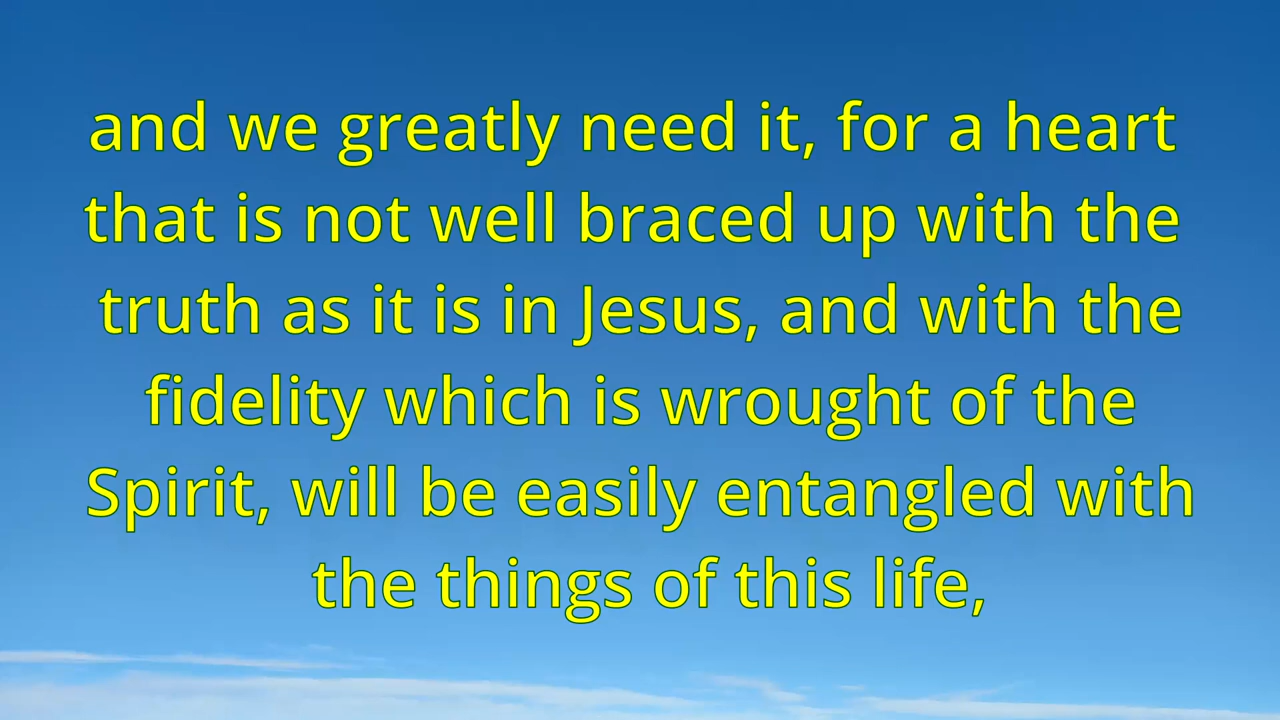 and we greatly need it, for a heart
that is not well braced up with the
truth as it is in Jesus, and with the
fidelity which is wrought of the
Spirit, will be easily entangled with
the things of this life,